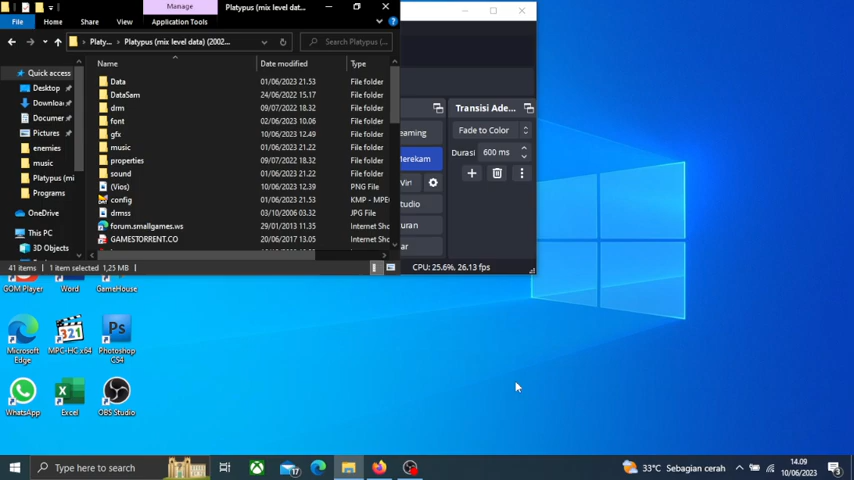 Manage
Platypus (mix level dat...
File
Home
Share
View
Application Tools
Platy...
Platypus (mix level data) (2002...
Search Platypus (...
Quick access
Desktop
Downloa
Documer
Pictures
enemies
music
Platypus (mi
Programs
OneDrive
This PC
3D Objects
Name
Date modified
Type
Data 01/06/2023 21.53 File folder
DataSam 24/06/2022 15.17 File folder
drm 09/07/2022 18.32 File folder
font 02/06/2023 10.06 File folder
gfx 10/06/2023 12.49 File folder
music 01/06/2023 21.22 File folder
properties 09/07/2022 18.32 File folder
sound 01/06/2023 21.22 File folder
(Vios) 10/06/2023 12.39 PNG File
config 01/06/2023 21.53 KMP - MPE
drmss 03/10/2006 03.32 JPG File
forum.smallgames.ws 29/01/2013 11.35 Internet Sho
GAMESTORRENT.CO 20/06/2017 13.05 Internet Sho
41 items
1 item selected 1,25 MB
Transisi Ade...
eaming
Fade to Color
Merekam
Durasi
600 ms
Virt
tudio
uran
ar
CPU: 25.6%, 26.13 fps
GOM Player
Word
GameHouse
Microsoft
Edge
MPC-HC x64
Photoshop
CS4
WhatsApp
Excel
OBS Studio
Type here to search
17
33°C Sebagian cerah
14.09
10/06/2023
3